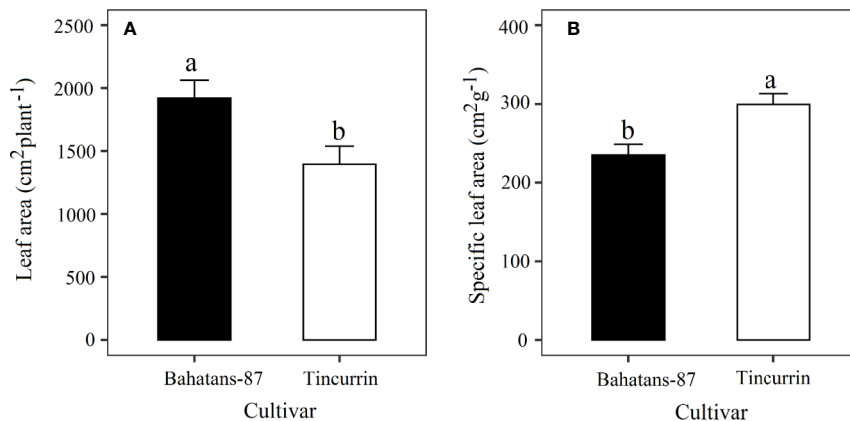 A
Leaf area (cm2plant-1)
2500
2000
1500
1000
500
0
a
b
Bahatans-87 Tincurrin
Cultivar
B
Specific leaf area (cm2g-1)
400
300
200
100
0
b
a
Bahatans-87 Tincurrin
Cultivar